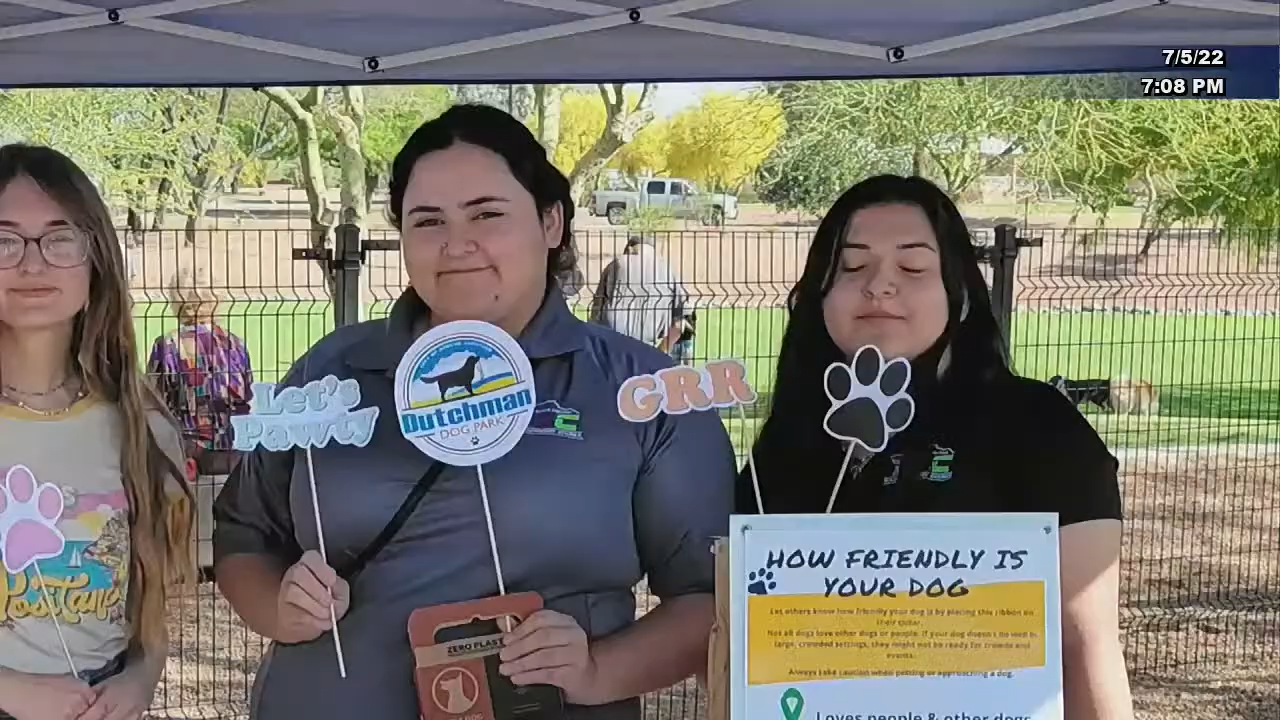 7/5/22
7:08 PM
Let's
Pawty
Dutchman
DOG PARK
GRR
ZERO PLAST
HOW FRIENDLY IS
YOUR DOG
Let others know how friendly your dog is by placing this ribbon on
their collar.
Not all dogs love other dogs or people. If your dog doesn't do well in
large, crowded settings, they might not be ready for crowds and
events.
Always take caution when petting or approaching a dog.
Loves people & other dogs